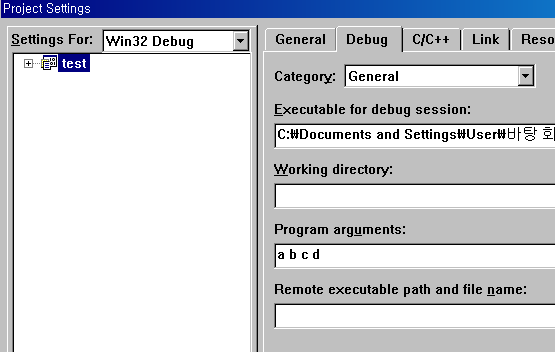 Project Settings
Settings For: Win32 Debug
test
General Debug C/C++ Link Reso
Category: General
Executable for debug session:
C:₩Documents and Settings₩User₩바탕 화
Working directory:
Program arguments:
a b c d
Remote executable path and file name: